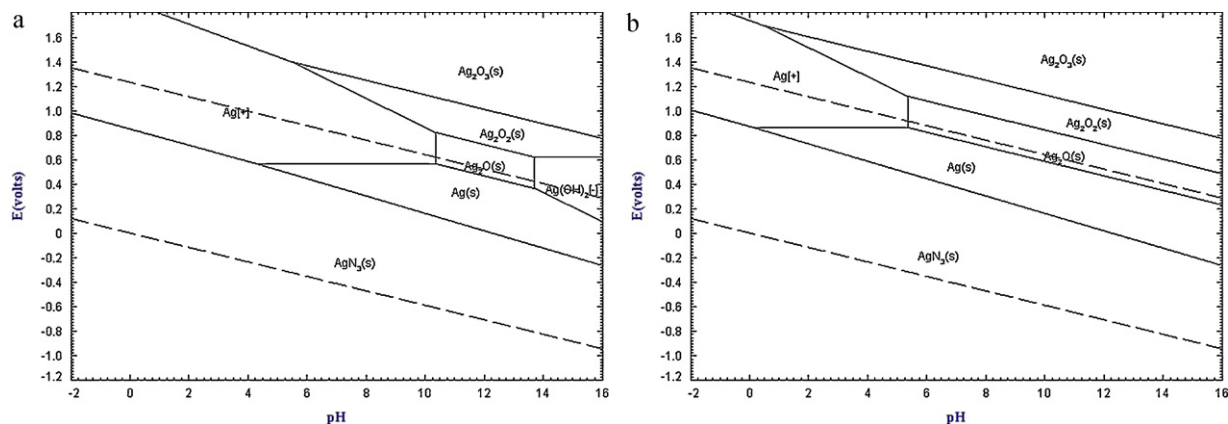 a
E(volts)
1.6
1.4
1.2
1.0
0.8
0.6
0.4
0.2
0
-0.2
-0.4
-0.6
-0.8
-1.0
-1.2
Ag₂O₃(s)
Ag[+]
Ag₂O₂(s)
Ag₂O(s)
Ag(s)
Ag(OH)₂[-]
AgN₃(s)
-2 0 2 4 6 8 10 12 14 16
pH
b
E(volts)
1.6
1.4
1.2
1.0
0.8
0.6
0.4
0.2
0
-0.2
-0.4
-0.6
-0.8
-1.0
-1.2
Ag₂O₃(s)
Ag[+]
Ag₂O₂(s)
Ag₂O(s)
Ag(s)
AgN₃(s)
-2 0 2 4 6 8 10 12 14 16
pH